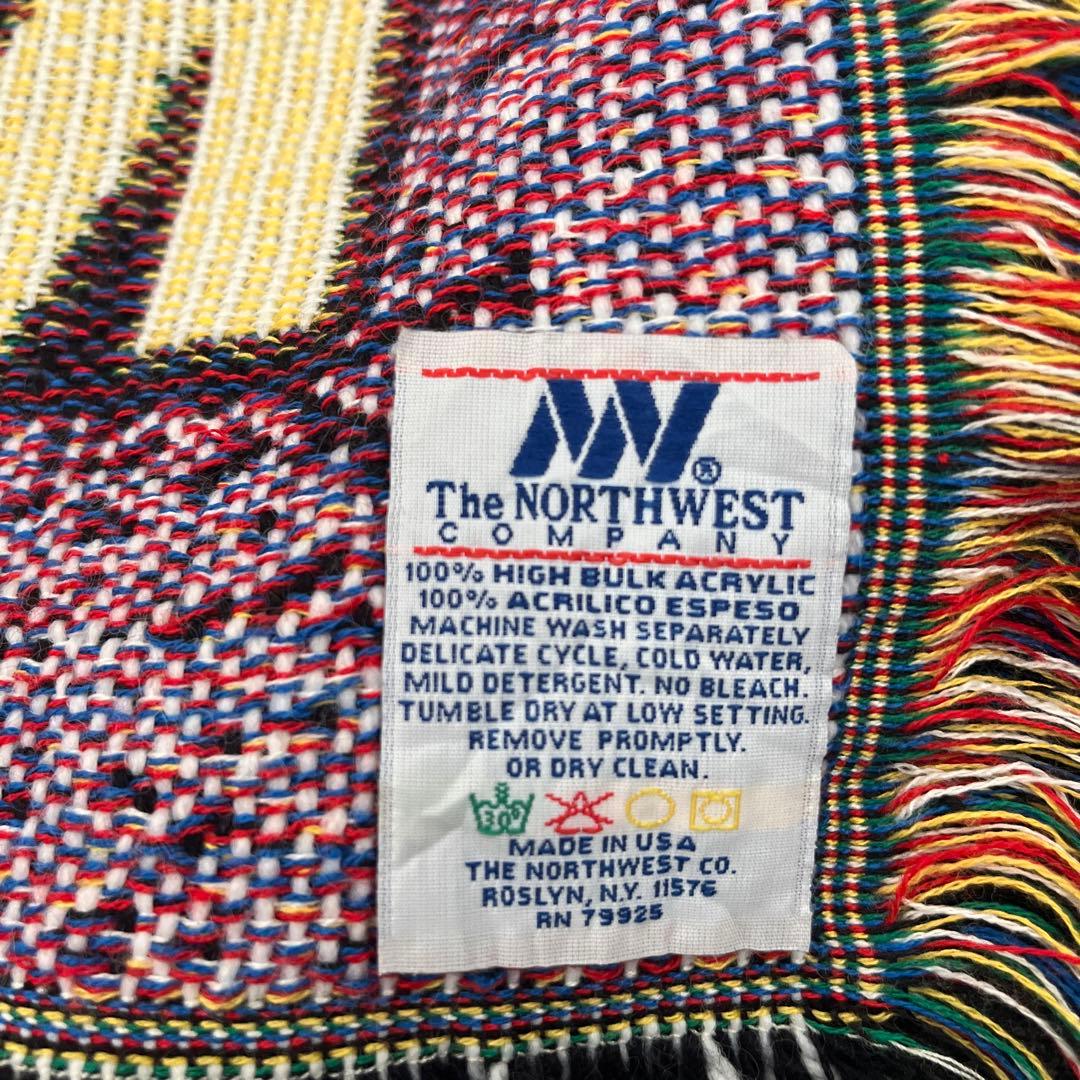 NW®
The NORTHWEST
COMPANY
100% HIGH BULK ACRYLIC
100% ACRILICO ESPESO
MACHINE WASH SEPARATELY
DELICATE CYCLE, COLD WATER,
MILD DETERGENT. NO BLEACH.
TUMBLE DRY AT LOW SETTING.
REMOVE PROMPTLY.
OR DRY CLEAN.
30°
MADE IN USA
THE NORTHWEST CO.
ROSLYN, N.Y. 11576
RN 79925